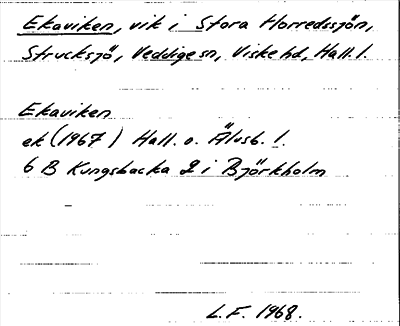 Ekaviken, vik i Stora Horredssjön,
Strucksjö, Veddige sn, Viske hd, Hall. l.
Ekaviken
ek (1967) Hall. o. Älvsb. l.
6 B Kungsbacka 2 i Björkholm
L.F. 1968.